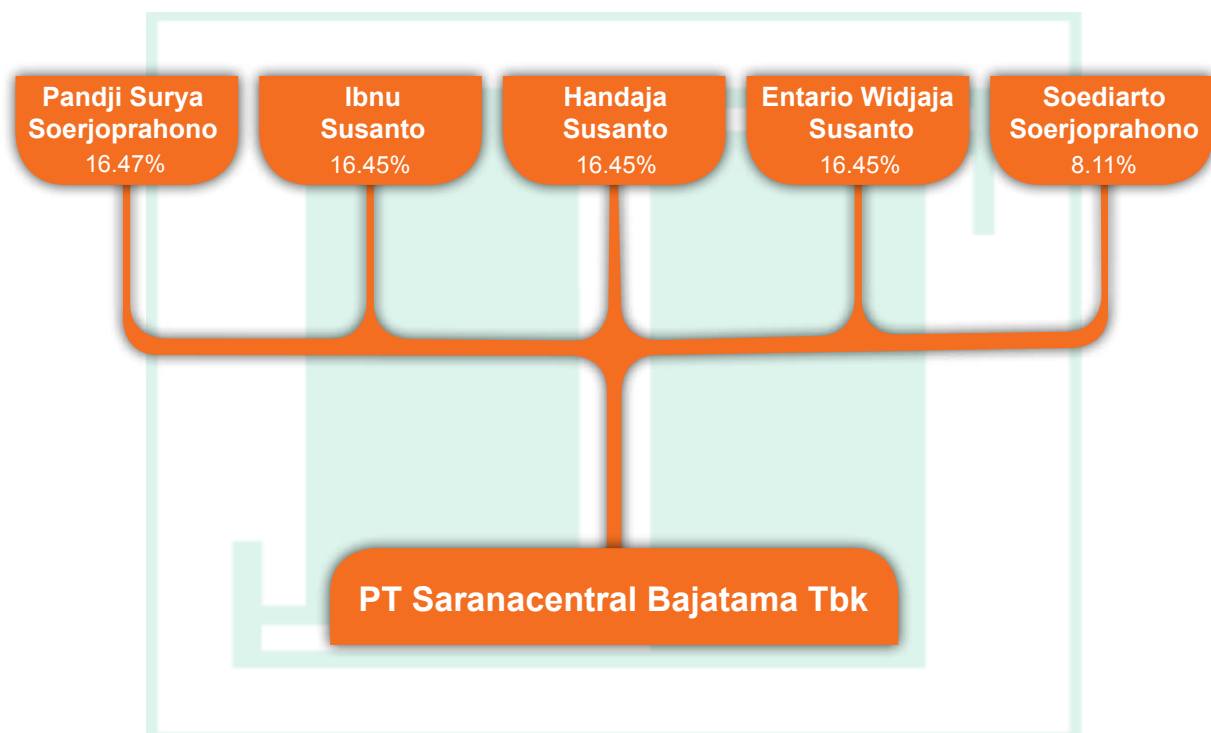 Pandji Surya
Soerjoprahono
16.47%
Ibnu
Susanto
16.45%
Handaja
Susanto
16.45%
Entario Widjaja
Susanto
16.45%
Soediarto
Soerjoprahono
8.11%
PT Saranacentral Bajatama Tbk